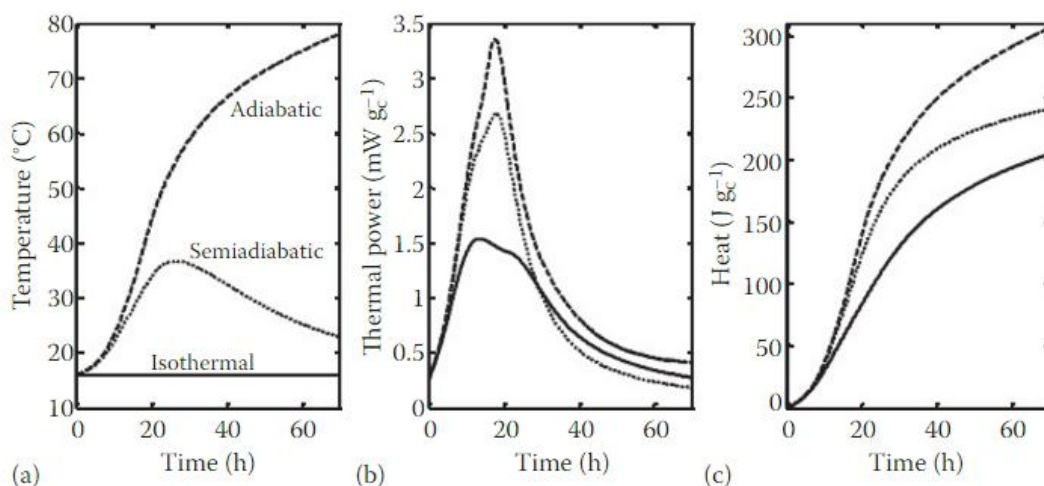 80
70
60
50
40
30
20
10
0
20
40
60
Temperature (°C)
Time (h)
Adiabatic
Semiadiabatic
Isothermal
(a)
3.5
3
2.5
2
1.5
1
0.5
0
0
20
40
60
Thermal power (mW g_c^–1)
Time (h)
(b)
300
250
200
150
100
50
0
0
20
40
60
Heat (J g_c^–1)
Time (h)
(c)